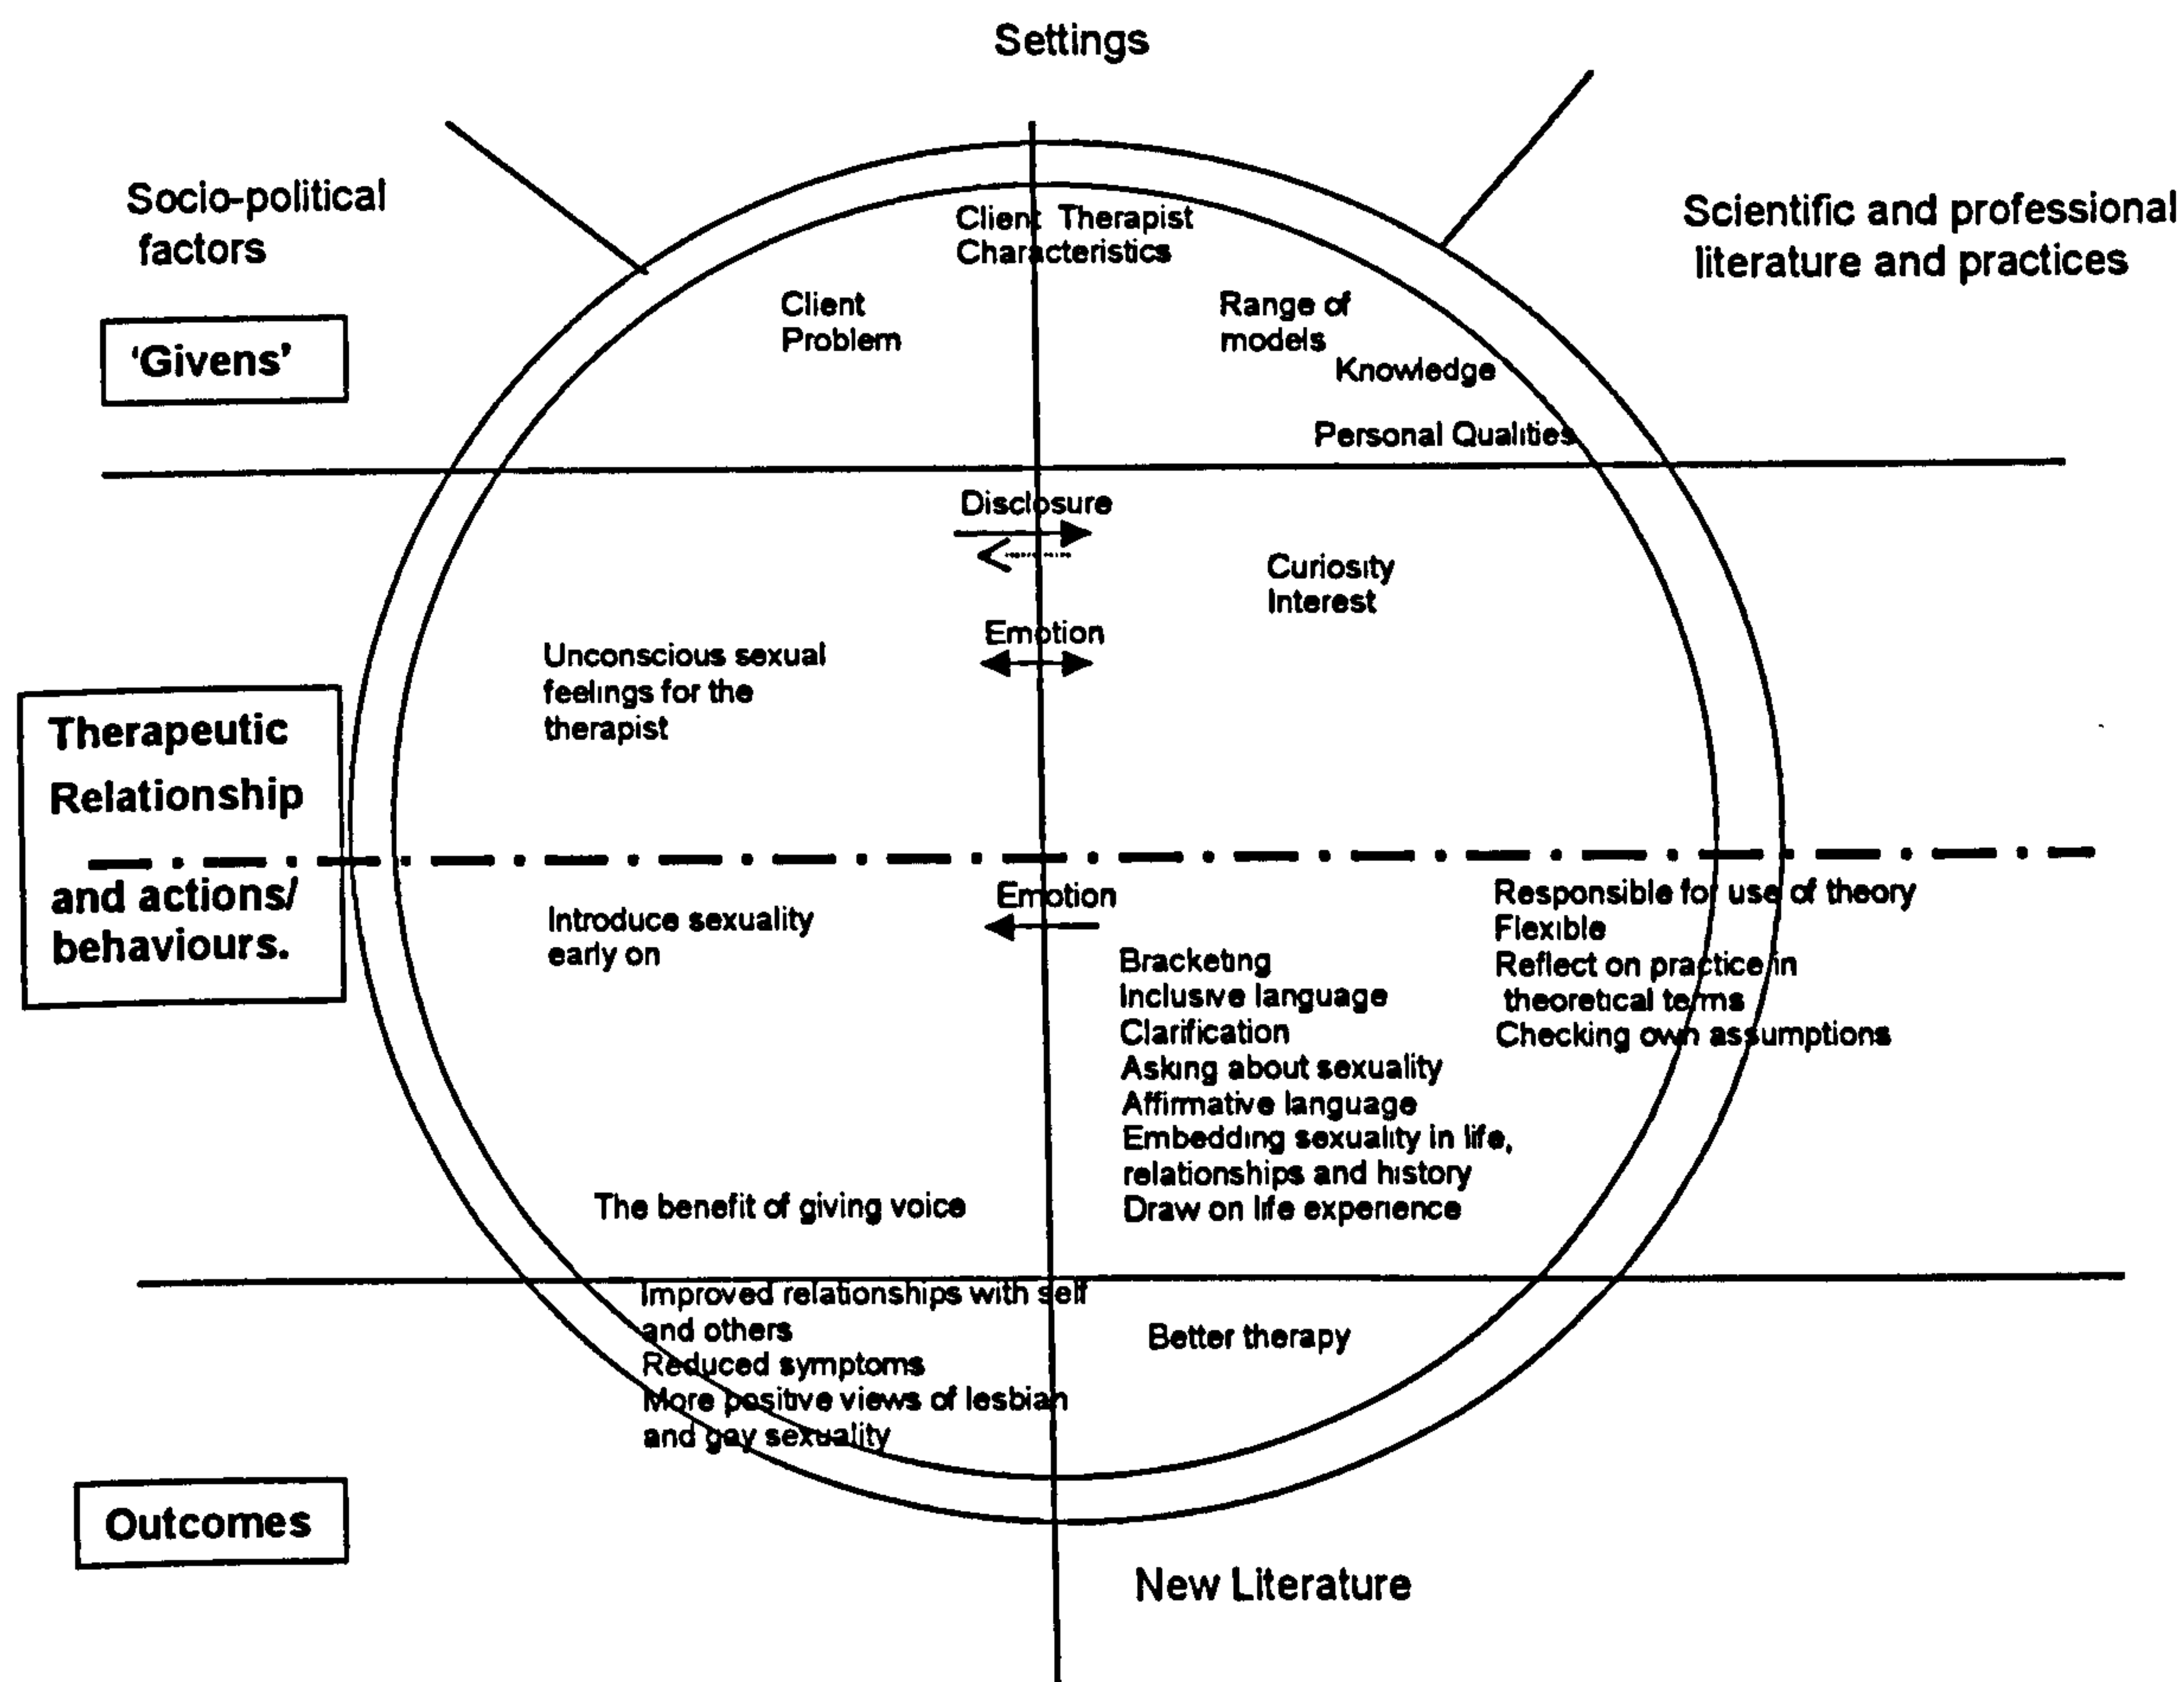 Settings
Socio-political
factors
Scientific and professional
literature and practices
Client Therapist
Characteristics
Client
Problem
Range of
models
Knowledge
Personal Qualities
'Givens'
Disclosure
Curiosity
Interest
Emotion
Unconscious sexual
feelings for the
therapist
Therapeutic
Relationship
and actions/
behaviours.
Emotion
Introduce sexuality
early on
Responsible for use of theory
Flexible
Reflect on practice in
theoretical terms
Checking own assumptions
Bracketing
Inclusive language
Clarification
Asking about sexuality
Affirmative language
Embedding sexuality in life,
relationships and history
Draw on life experience
The benefit of giving voice
Improved relationships with self
and others
Reduced symptoms
More positive views of lesbian
and gay sexuality
Better therapy
Outcomes
New Literature